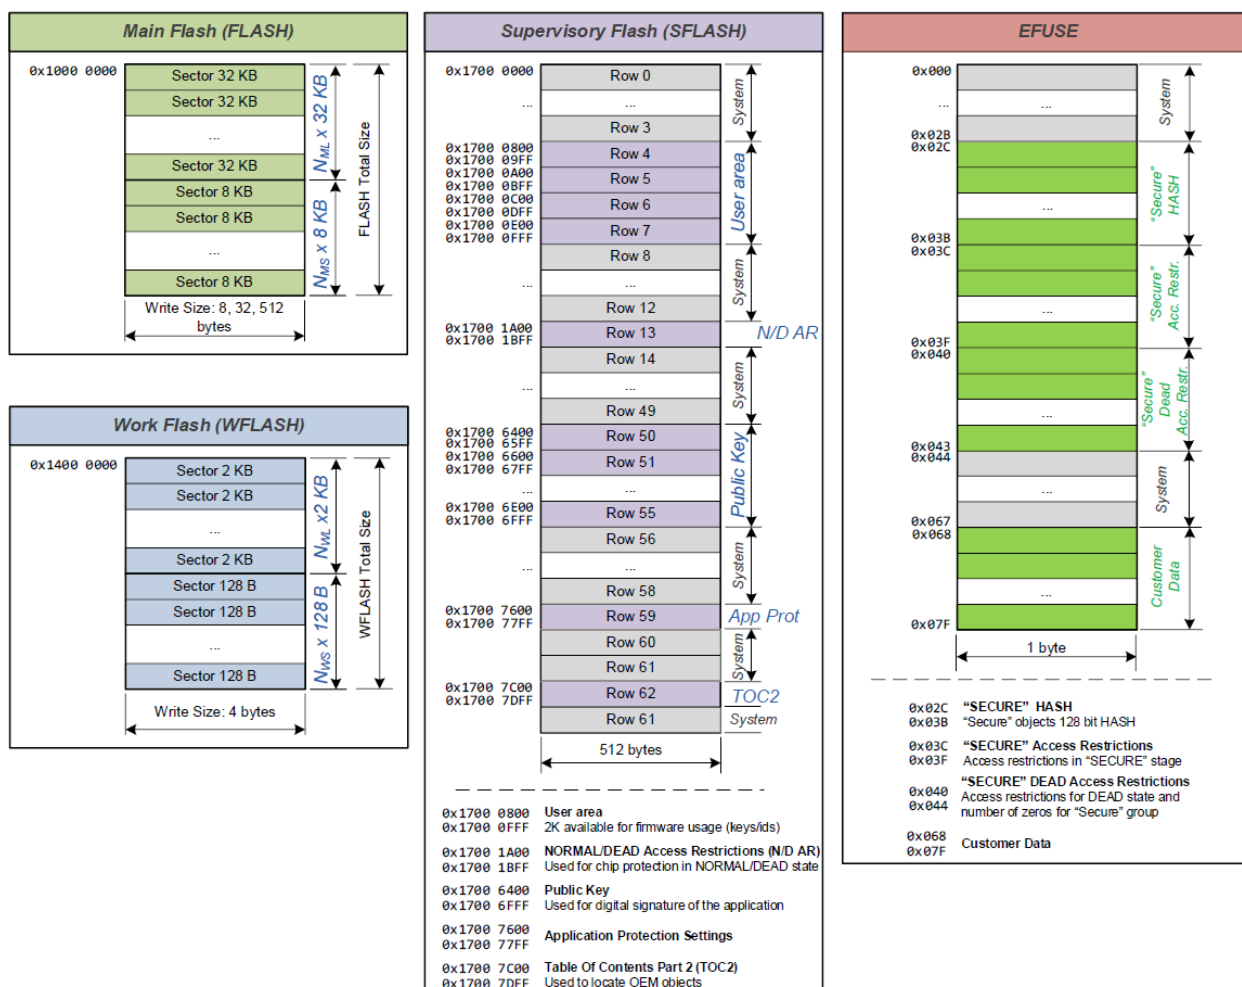 Main Flash (FLASH)
0x1000 0000
Sector 32 KB
Sector 32 KB
...
Sector 32 KB
Sector 8 KB
Sector 8 KB
...
Sector 8 KB
NML x 32 KB
NMS x 8 KB
FLASH Total Size
Write Size: 8, 32, 512
bytes
Work Flash (WFLASH)
0x1400 0000
Sector 2 KB
Sector 2 KB
...
Sector 2 KB
Sector 128 B
Sector 128 B
...
Sector 128 B
NWL x2 KB
NWS x 128 B
WFLASH Total Size
Write Size: 4 bytes
Supervisory Flash (SFLASH)
0x1700 0000
Row 0
... ...
Row 3
System
0x1700 0800
0x1700 09FF
Row 4
0x1700 0A00
0x1700 0BFF
Row 5
0x1700 0C00
0x1700 0DFF
Row 6
0x1700 0E00
0x1700 0FFF
Row 7
User area
Row 8
... ...
Row 12
System
0x1700 1A00
0x1700 1BFF
Row 13
N/D AR
Row 14
... ...
Row 49
System
0x1700 6400
0x1700 65FF
Row 50
0x1700 6600
0x1700 67FF
Row 51
... ...
0x1700 6E00
0x1700 6FFF
Row 55
Public Key
Row 56
... ...
Row 58
System
0x1700 7600
0x1700 77FF
Row 59
App Prot
Row 60
Row 61
System
0x1700 7C00
0x1700 7DFF
Row 62
TOC2
Row 61
System
512 bytes
0x1700 0800 User area
0x1700 0FFF 2K available for firmware usage (keys/ids)
0x1700 1A00 NORMAL/DEAD Access Restrictions (N/D AR)
0x1700 1BFF Used for chip protection in NORMAL/DEAD state
0x1700 6400 Public Key
0x1700 6FFF Used for digital signature of the application
0x1700 7600
0x1700 77FF
Application Protection Settings
0x1700 7C00 Table Of Contents Part 2 (TOC2)
0x1700 7DFF Used to locate OEM objects
EFUSE
0x000
... ...
0x02B
System
0x02C
...
0x03B
"Secure"
HASH
0x03C
...
0x03F
"Secure"
Acc. Restr.
0x040
...
0x043
"Secure"
Dead
Acc. Restr.
0x044
...
0x067
System
0x068
...
0x07F
Customer
Data
1 byte
0x02C "SECURE" HASH
0x03B "Secure" objects 128 bit HASH
0x03C "SECURE" Access Restrictions
0x03F Access restrictions in "SECURE" stage
"SECURE" DEAD Access Restrictions
0x040 Access restrictions for DEAD state and
0x044 number of zeros for "Secure" group
0x068
0x07F
Customer Data